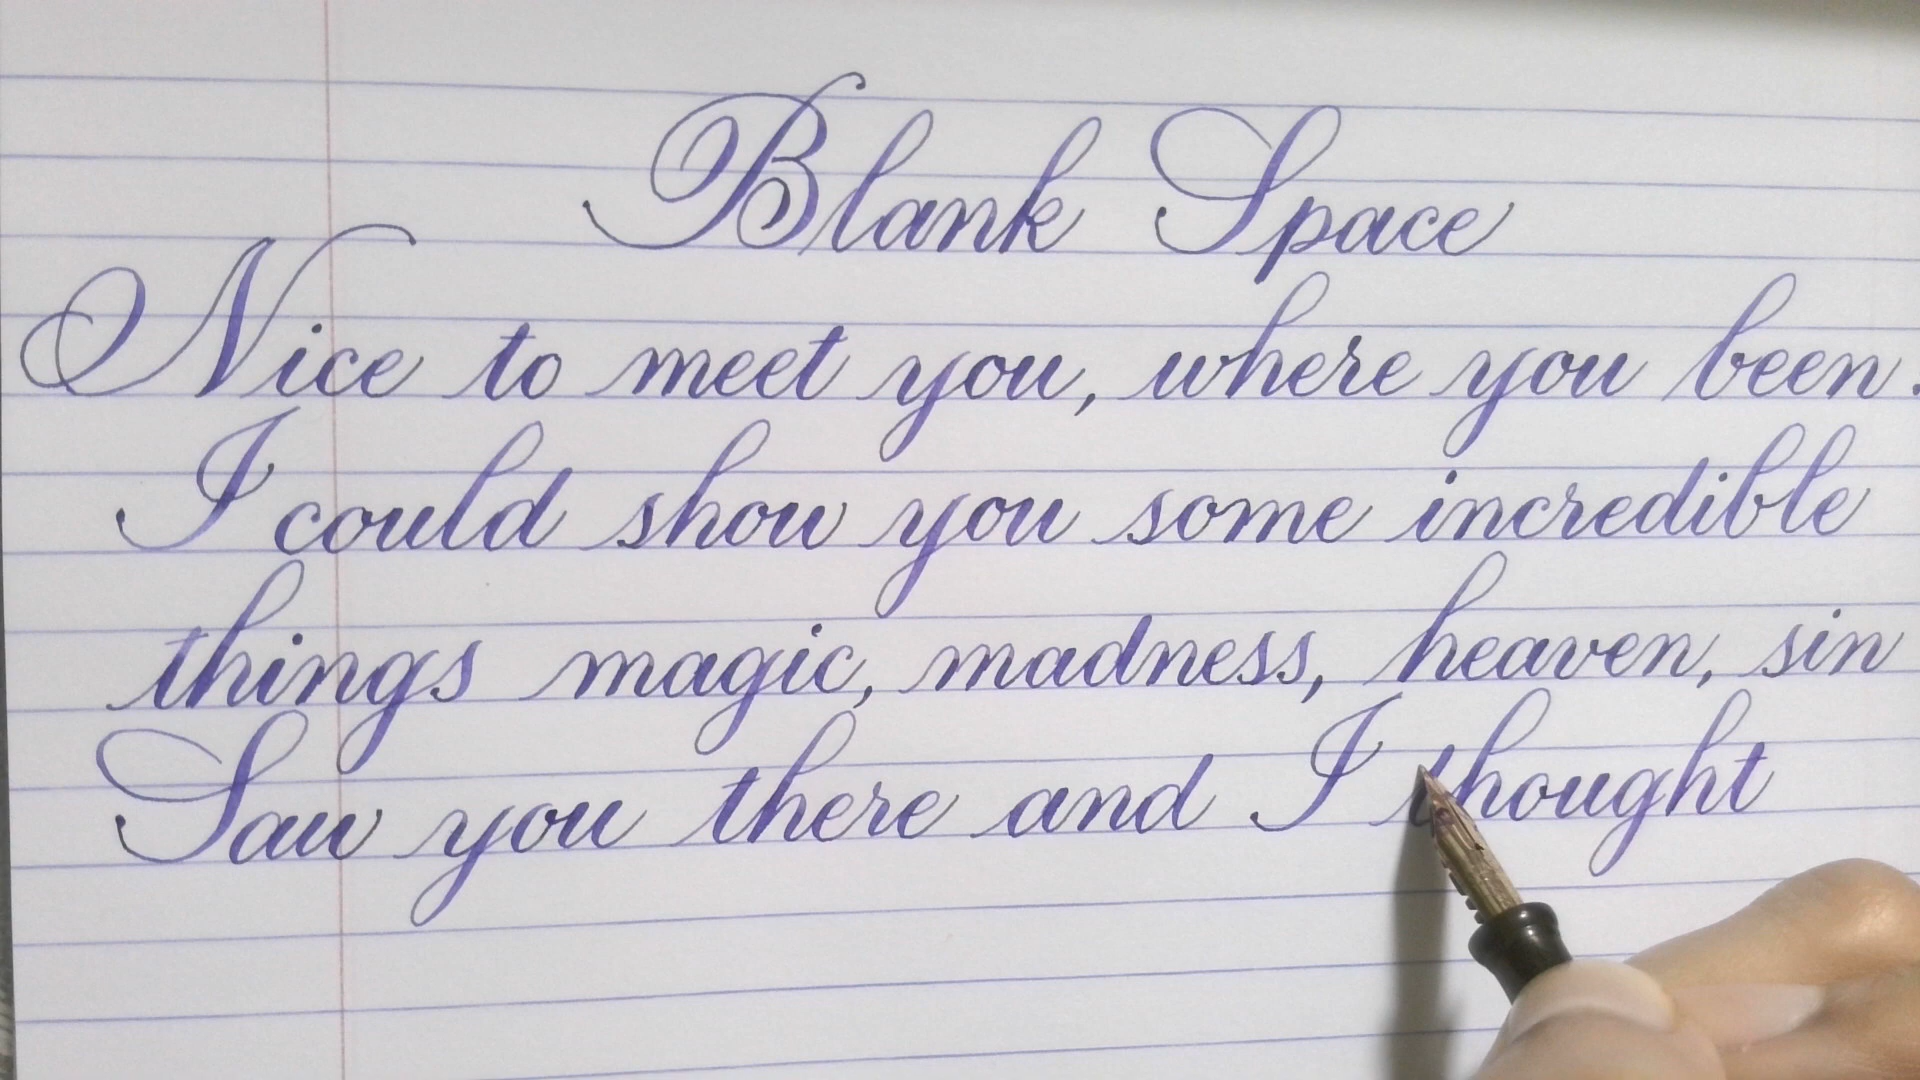 Blank Space
Nice to meet you, where you been.
I could show you some incredible
things magic, madness, heaven, sin
Saw you there and I thought